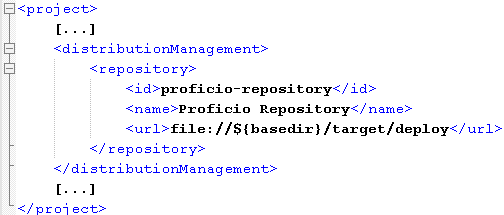 <project>
[...]
<distributionManagement>
<repository>
<id>proficio-repository</id>
<name>Proficio Repository</name>
<url>file://${basedir}/target/deploy</url>
</repository>
</distributionManagement>
[...]
</project>